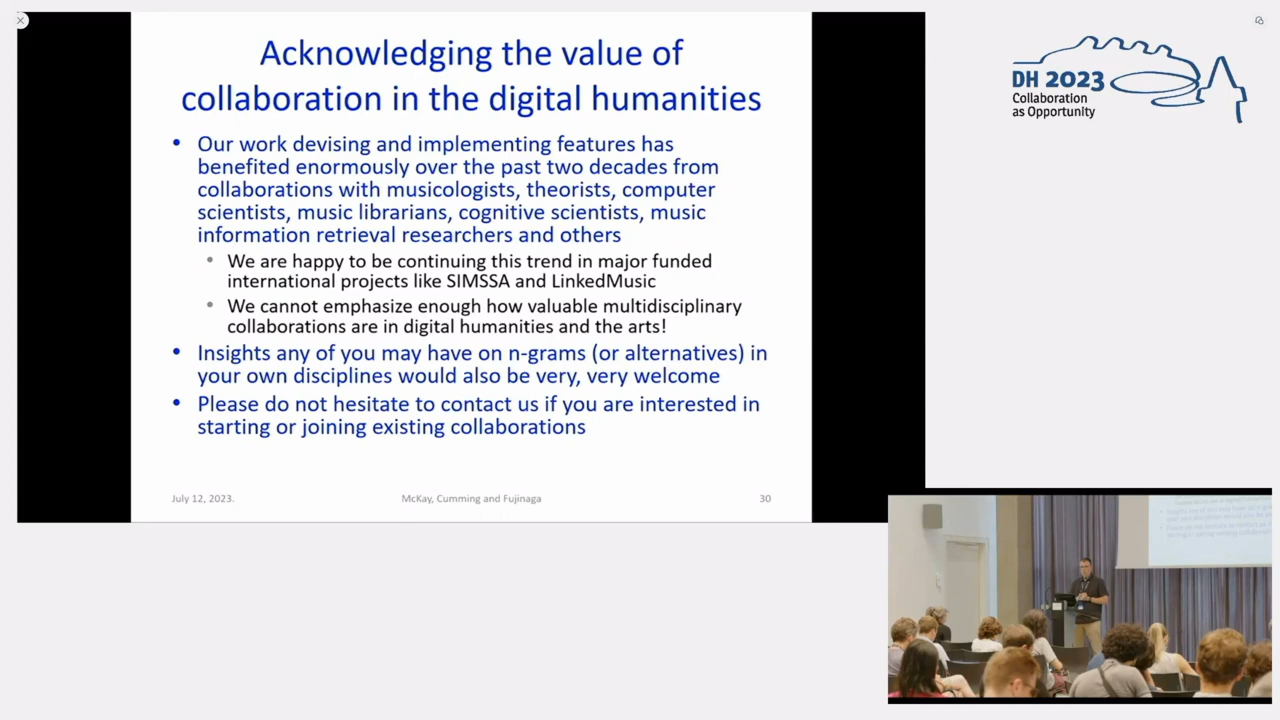 Acknowledging the value of
collaboration in the digital humanities
• Our work devising and implementing features has
benefited enormously over the past two decades from
collaborations with musicologists, theorists, computer
scientists, music librarians, cognitive scientists, music
information retrieval researchers and others
• We are happy to be continuing this trend in major funded
international projects like SIMSSA and LinkedMusic
• We cannot emphasize enough how valuable multidisciplinary
collaborations are in digital humanities and the arts!
• Insights any of you may have on n-grams (or alternatives) in
your own disciplines would also be very, very welcome
• Please do not hesitate to contact us if you are interested in
starting or joining existing collaborations
July 12, 2023.
McKay, Cumming and Fujinaga
30
DH 2023
Collaboration
as Opportunity